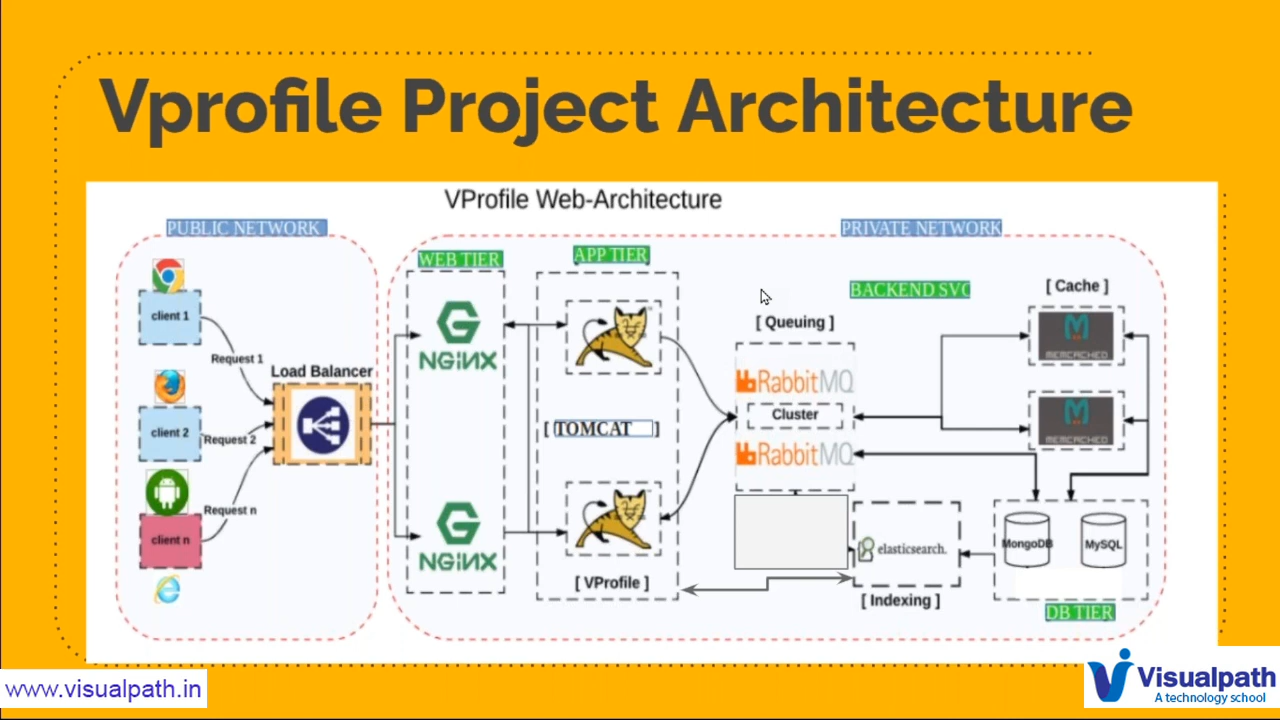 Vprofile Project Architecture
VProfile Web-Architecture
PUBLIC NETWORK
PRIVATE NETWORK
WEB TIER
APP TIER
BACKEND SVC
[ Cache ]
client 1
Request 1
Load Balancer
client 2
Request 2
client n
Request n
NGINX
NGINX
[ TOMCAT ]
[ VProfile ]
[ Queuing ]
RabbitMQ
Cluster
RabbitMQ
MEMCACHED
MEMCACHED
elasticsearch.
[ Indexing ]
MongoDB
MySQL
DB TIER
www.visualpath.in
Visualpath
A technology school